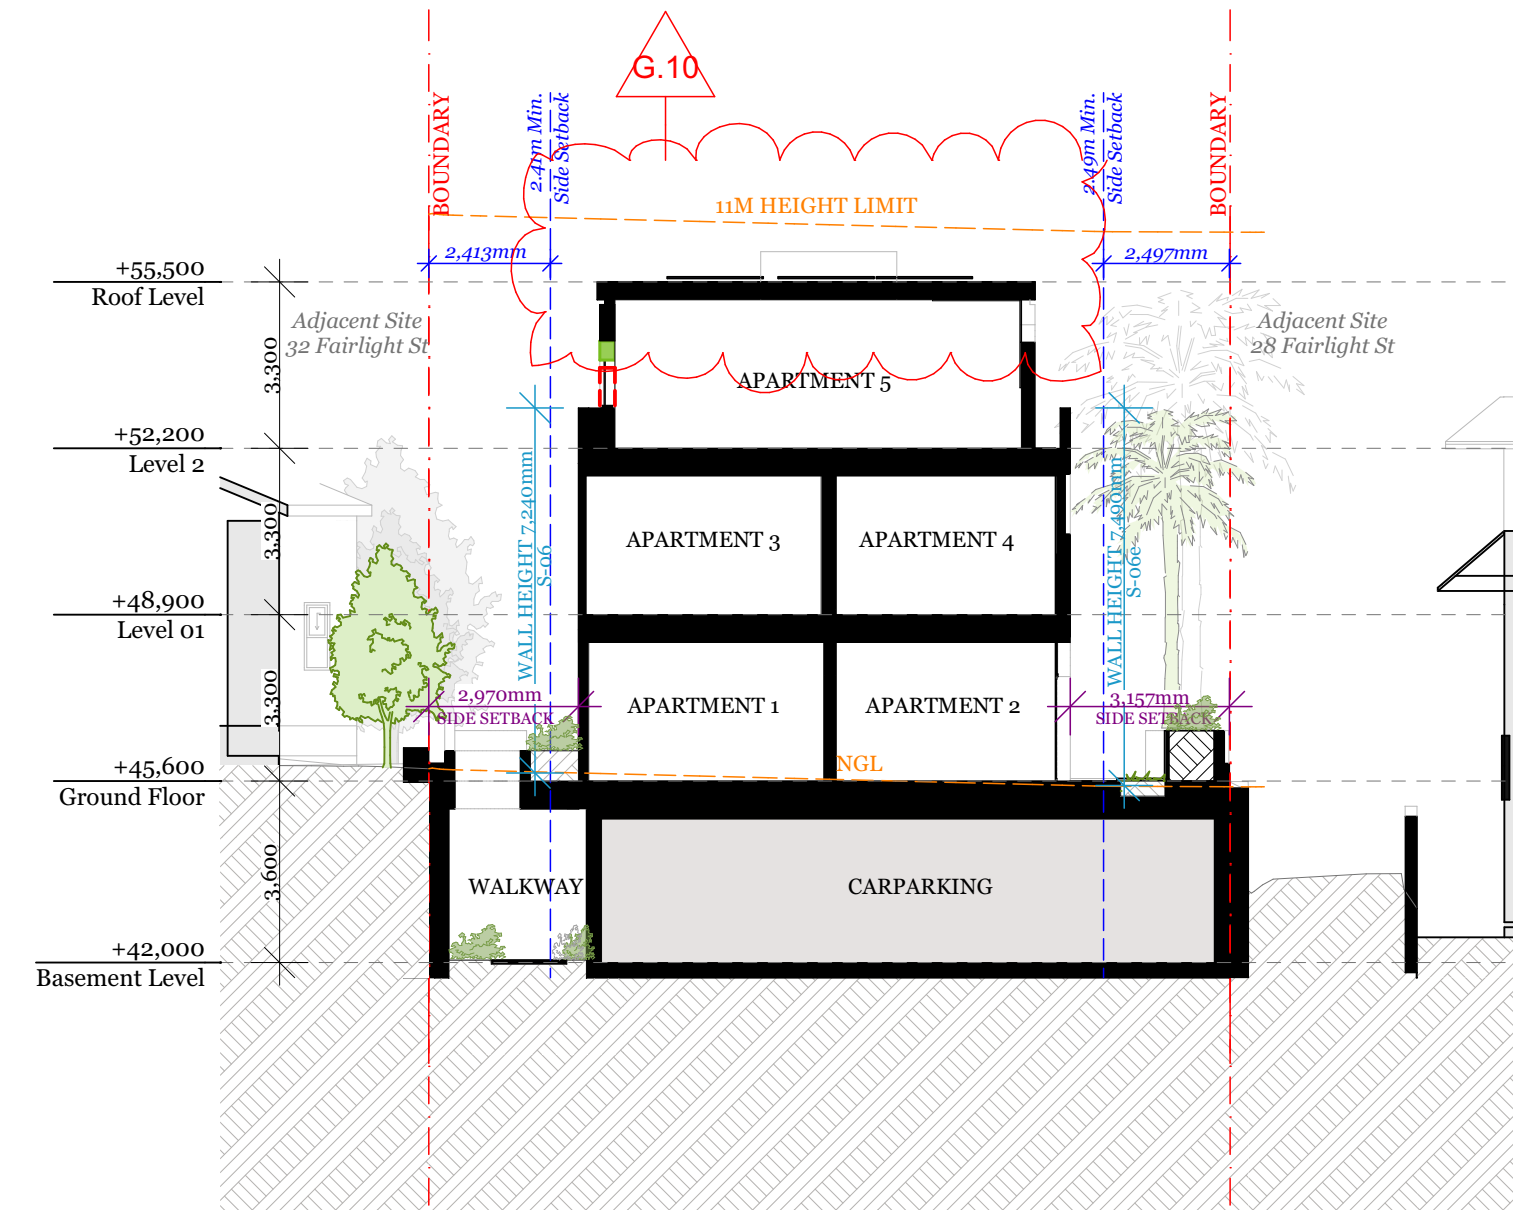 G.10
BOUNDARY
2.41m Min.
Side Setback
2.49m Min.
Side Setback
BOUNDARY
11M HEIGHT LIMIT
2,413mm
2,497mm
+55,500
Roof Level
Adjacent Site
32 Fairlight St
Adjacent Site
28 Fairlight St
3,300
APARTMENT 5
+52,200
Level 2
WALL HEIGHT 7,240mm
S-06
WALL HEIGHT 7,490mm
S-06e
3,300
APARTMENT 3
APARTMENT 4
+48,900
Level 01
3,300
2,970mm
SIDE SETBACK
APARTMENT 1
APARTMENT 2
3,157mm
SIDE SETBACK
NGL
+45,600
Ground Floor
3,600
WALKWAY
CARPARKING
+42,000
Basement Level